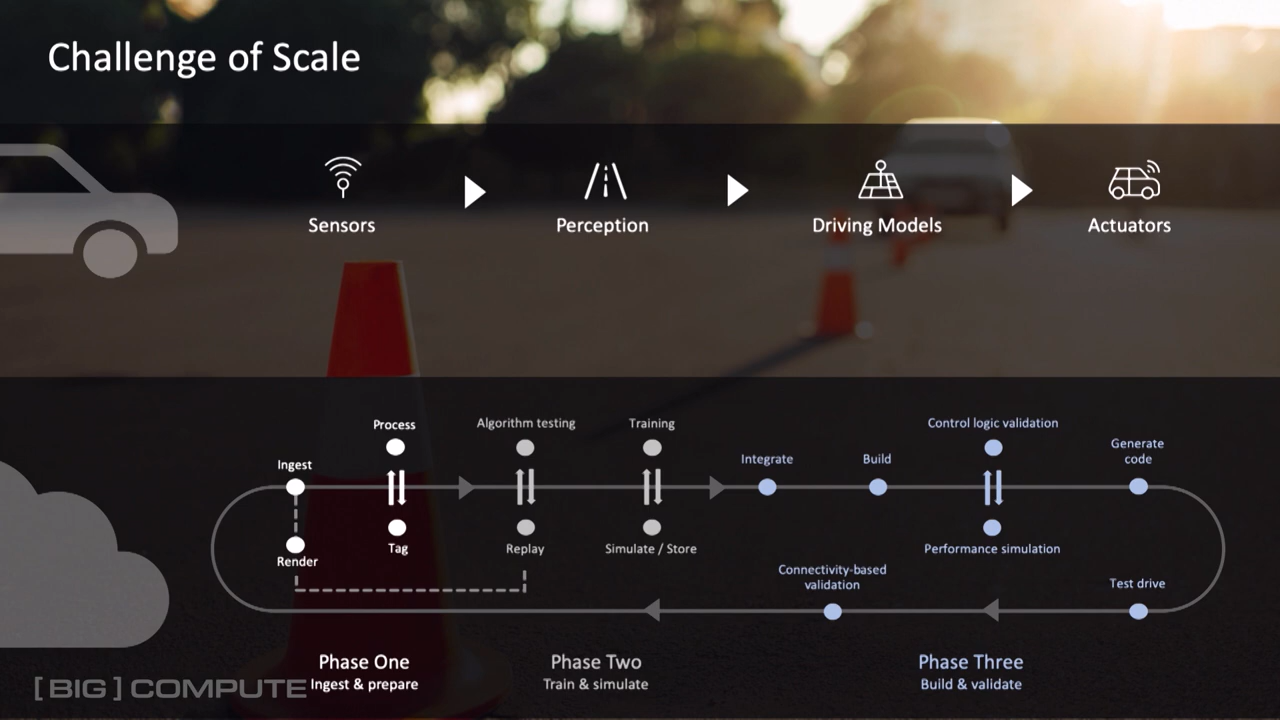 Challenge of Scale
Sensors
Perception
Driving Models
Actuators
Process
Algorithm testing
Training
Control logic validation
Generate
code
Ingest
Integrate
Build
Render
Tag
Replay
Simulate / Store
Performance simulation
Connectivity-based
validation
Test drive
Phase One
Ingest & prepare
Phase Two
Train & simulate
Phase Three
Build & validate
[BIG] COMPUTE